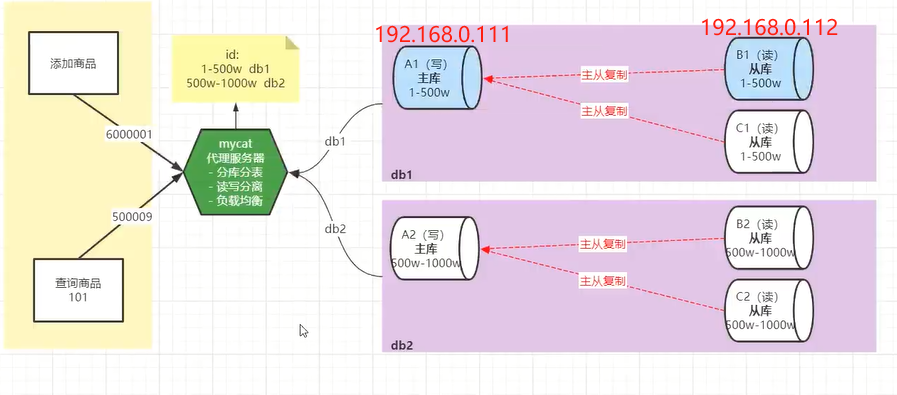 添加商品
6000001
500009
查询商品
101
id:
1-500w db1
500w-1000w db2
mycat
代理服务器
- 分库分表
- 读写分离
- 负载均衡
db1
db2
192.168.0.111
192.168.0.112
A1（写）
主库
1-500w
主从复制
主从复制
B1（读）
从库
1-500w
C1（读）
从库
1-500w
db1
A2（写）
主库
500w-1000w
主从复制
主从复制
B2（读）
从库
500w-1000w
C2（读）
从库
500w-1000w
db2